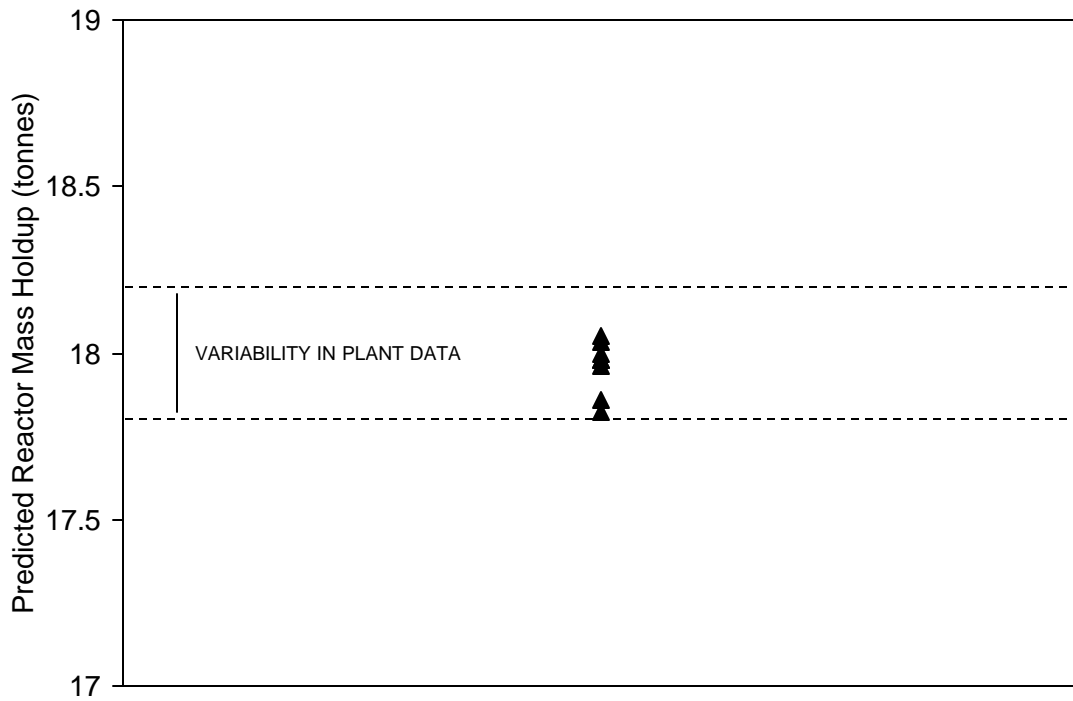 Predicted Reactor Mass Holdup (tonnes)
19
18.5
18
17.5
17
VARIABILITY IN PLANT DATA